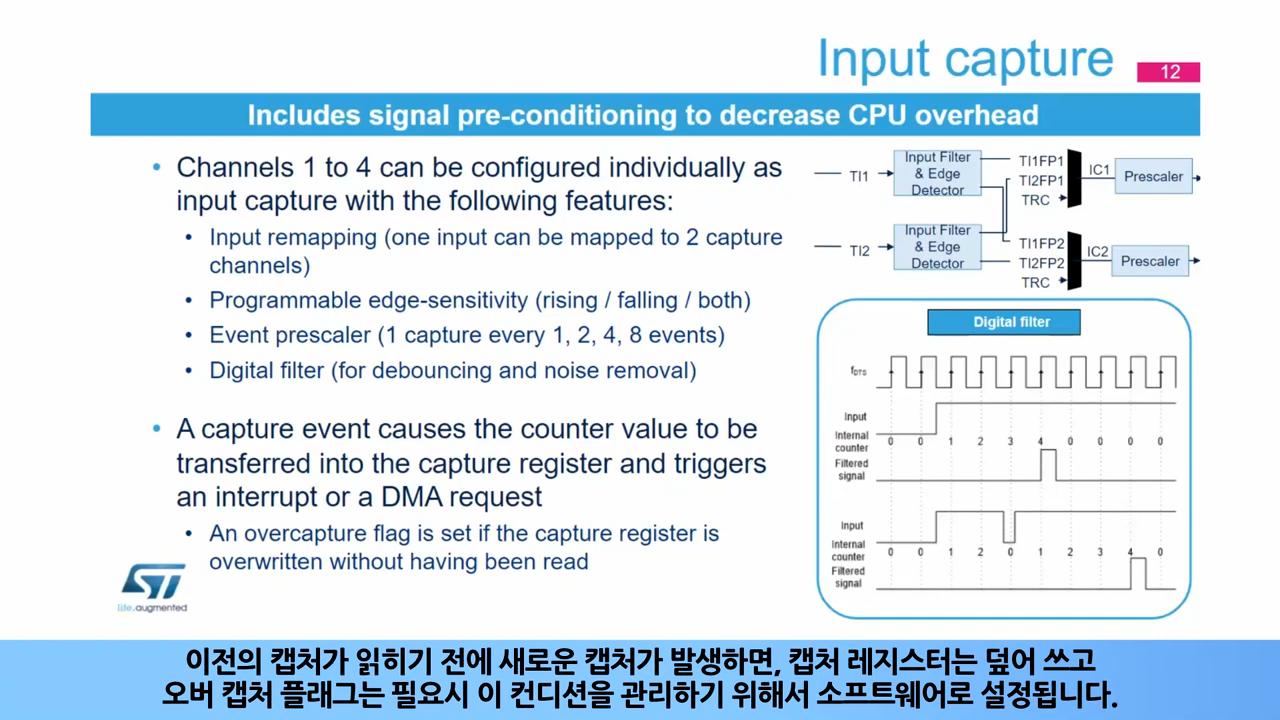 Input capture
12
Includes signal pre-conditioning to decrease CPU overhead
• Channels 1 to 4 can be configured individually as
input capture with the following features:
• Input remapping (one input can be mapped to 2 capture
channels)
• Programmable edge-sensitivity (rising / falling / both)
• Event prescaler (1 capture every 1, 2, 4, 8 events)
• Digital filter (for debouncing and noise removal)
• A capture event causes the counter value to be
transferred into the capture register and triggers
an interrupt or a DMA request
• An overcapture flag is set if the capture register is
overwritten without having been read
TI1
Input Filter
& Edge
Detector
TI1FP1
TI2FP1
TRC
IC1
Prescaler
TI2
Input Filter
& Edge
Detector
TI1FP2
TI2FP2
TRC
IC2
Prescaler
Digital filter
fDTS
Input
Internal
counter
0 0 1 2 3 4 0 0 0 0
Filtered
signal
Input
Internal
counter
0 0 1 2 0 1 2 3 4 0
Filtered
signal
ST
life.augmented
이전의 캡처가 읽히기 전에 새로운 캡처가 발생하면, 캡처 레지스터는 덮어 쓰고
오버 캡처 플래그는 필요시 이 컨디션을 관리하기 위해서 소프트웨어로 설정됩니다.